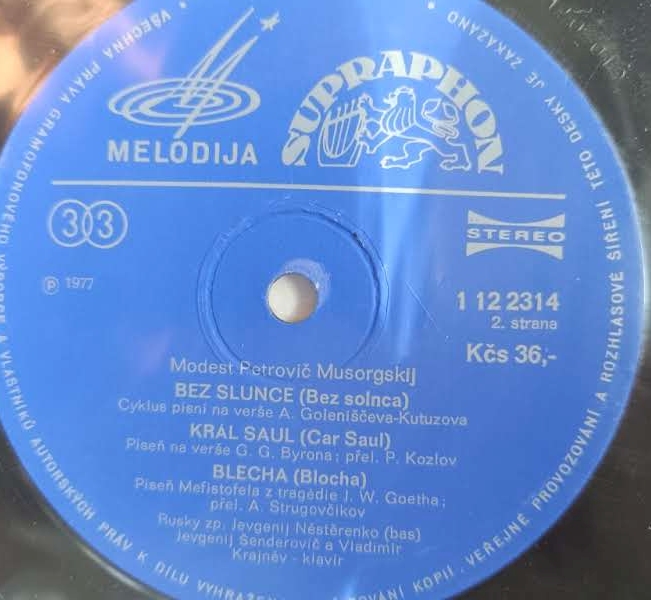 MELODIJA
SUPRAPHON
33
STEREO
℗ 1977
1 12 2314
2. strana
Kčs 36,-
Modest Petrovič Musorgskij
BEZ SLUNCE (Bez solnca)
Cyklus písní na verše A. Goleniščeva-Kutuzova
KRÁL SAUL (Car Saul)
Píseň na verše G. G. Byrona; přel. P. Kozlov
BLECHA (Blocha)
Píseň Mefistofela z tragédie J. W. Goetha;
přel. A. Strugovčikov
Rusky zp. Jevgenij Něstěrenko (bas)
Jevgenij Šenderovič a Vladimir
Krajněv - klavír
VŠECHNA PRÁVA GRAMOFONOVÉHO VÝROBCE A VLASTNÍKŮ AUTORSKÝCH PRÁV K DÍLU VYHRAZENA KOPIÍ, VEŘEJNÉ PROVOZOVÁNÍ A ROZHLASOVÉ ŠÍŘENÍ TÉTO DESKY JE ZAKÁZÁNO